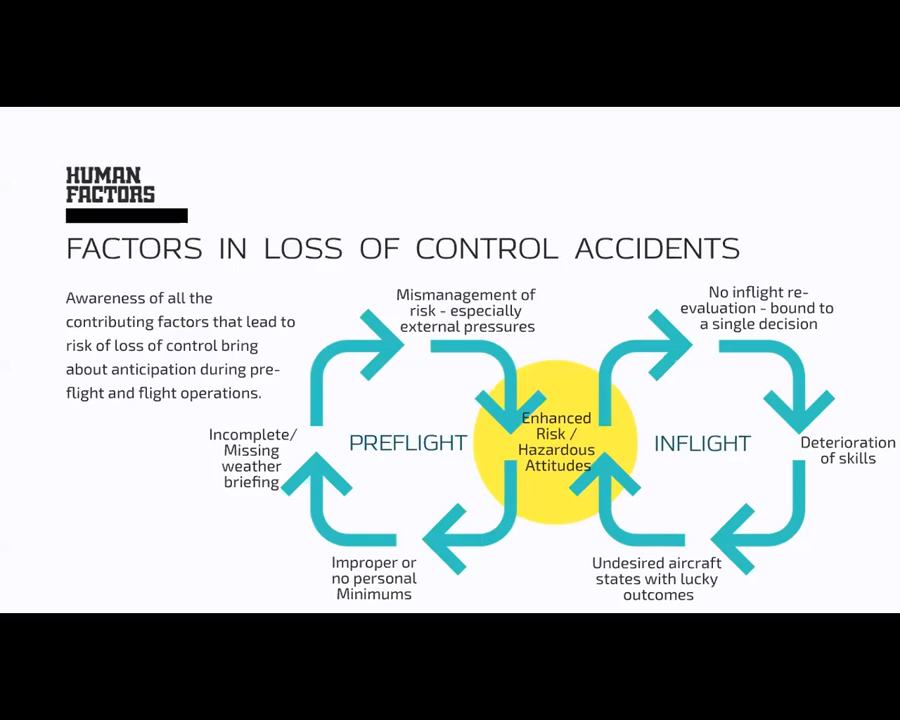 HUMAN
FACTORS
FACTORS IN LOSS OF CONTROL ACCIDENTS
Awareness of all the
contributing factors that lead to
risk of loss of control bring
about anticipation during pre-
flight and flight operations.
Mismanagement of
risk - especially
external pressures
No inflight re-
evaluation - bound to
a single decision
Incomplete/
Missing
weather
briefing
PREFLIGHT
Enhanced
Risk /
Hazardous
Attitudes
INFLIGHT
Deterioration
of skills
Improper or
no personal
Minimums
Undesired aircraft
states with lucky
outcomes